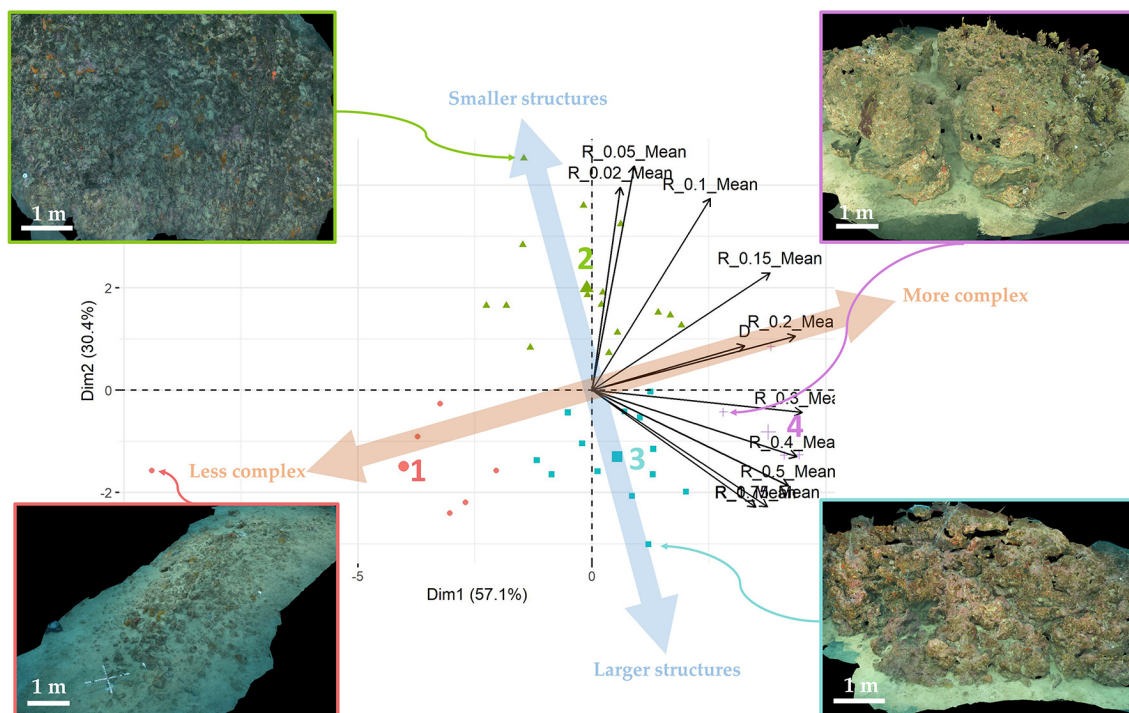 1 m
1 m
Smaller structures
R_0.05_Mean
R_0.02_Mean
R_0.1_Mean
2
R_0.15_Mean
More complex
2
R_0.2_Mea
D
Dim2 (30.4%)
0
R_0.3_Mea
4
R_0.4_Mea
3
1
Less complex
R_0.5_Mean
-2
-5
0
Dim1 (57.1%)
Larger structures
1 m
1 m